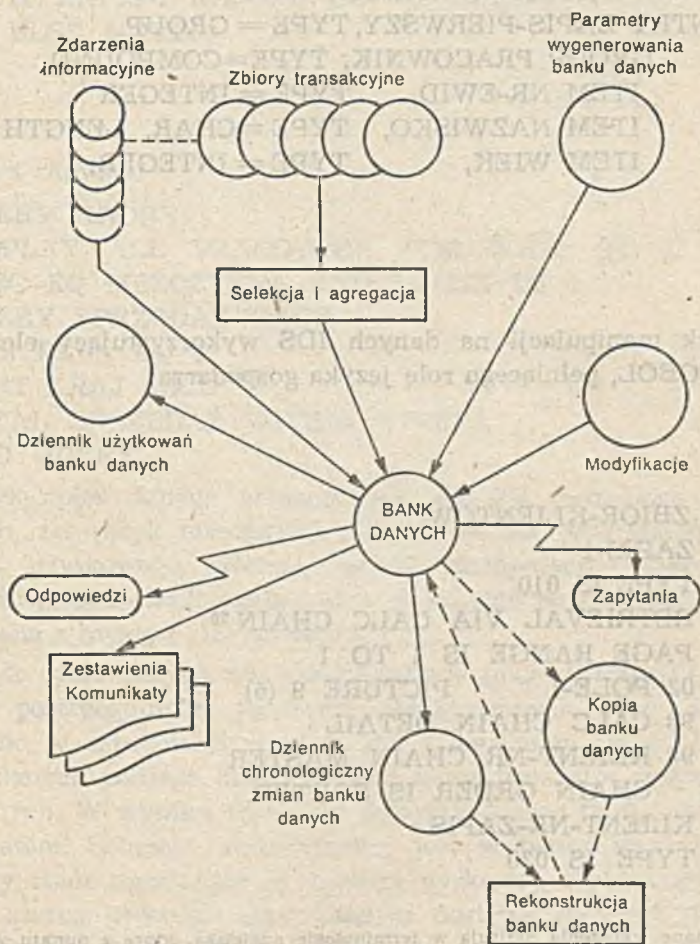 Zdarzenia
informacyjne
Zbiory transakcyjne
Parametry
wygenerowania
banku danych
Selekcja i agregacja
Dziennik użytkowań
banku danych
Modyfikacje
BANK
DANYCH
Odpowiedzi
Zapytania
Zestawienia
Komunikaty
Dziennik
chronologiczny
zmian banku
danych
Kopia
banku
danych
Rekonstrukcja
banku danych